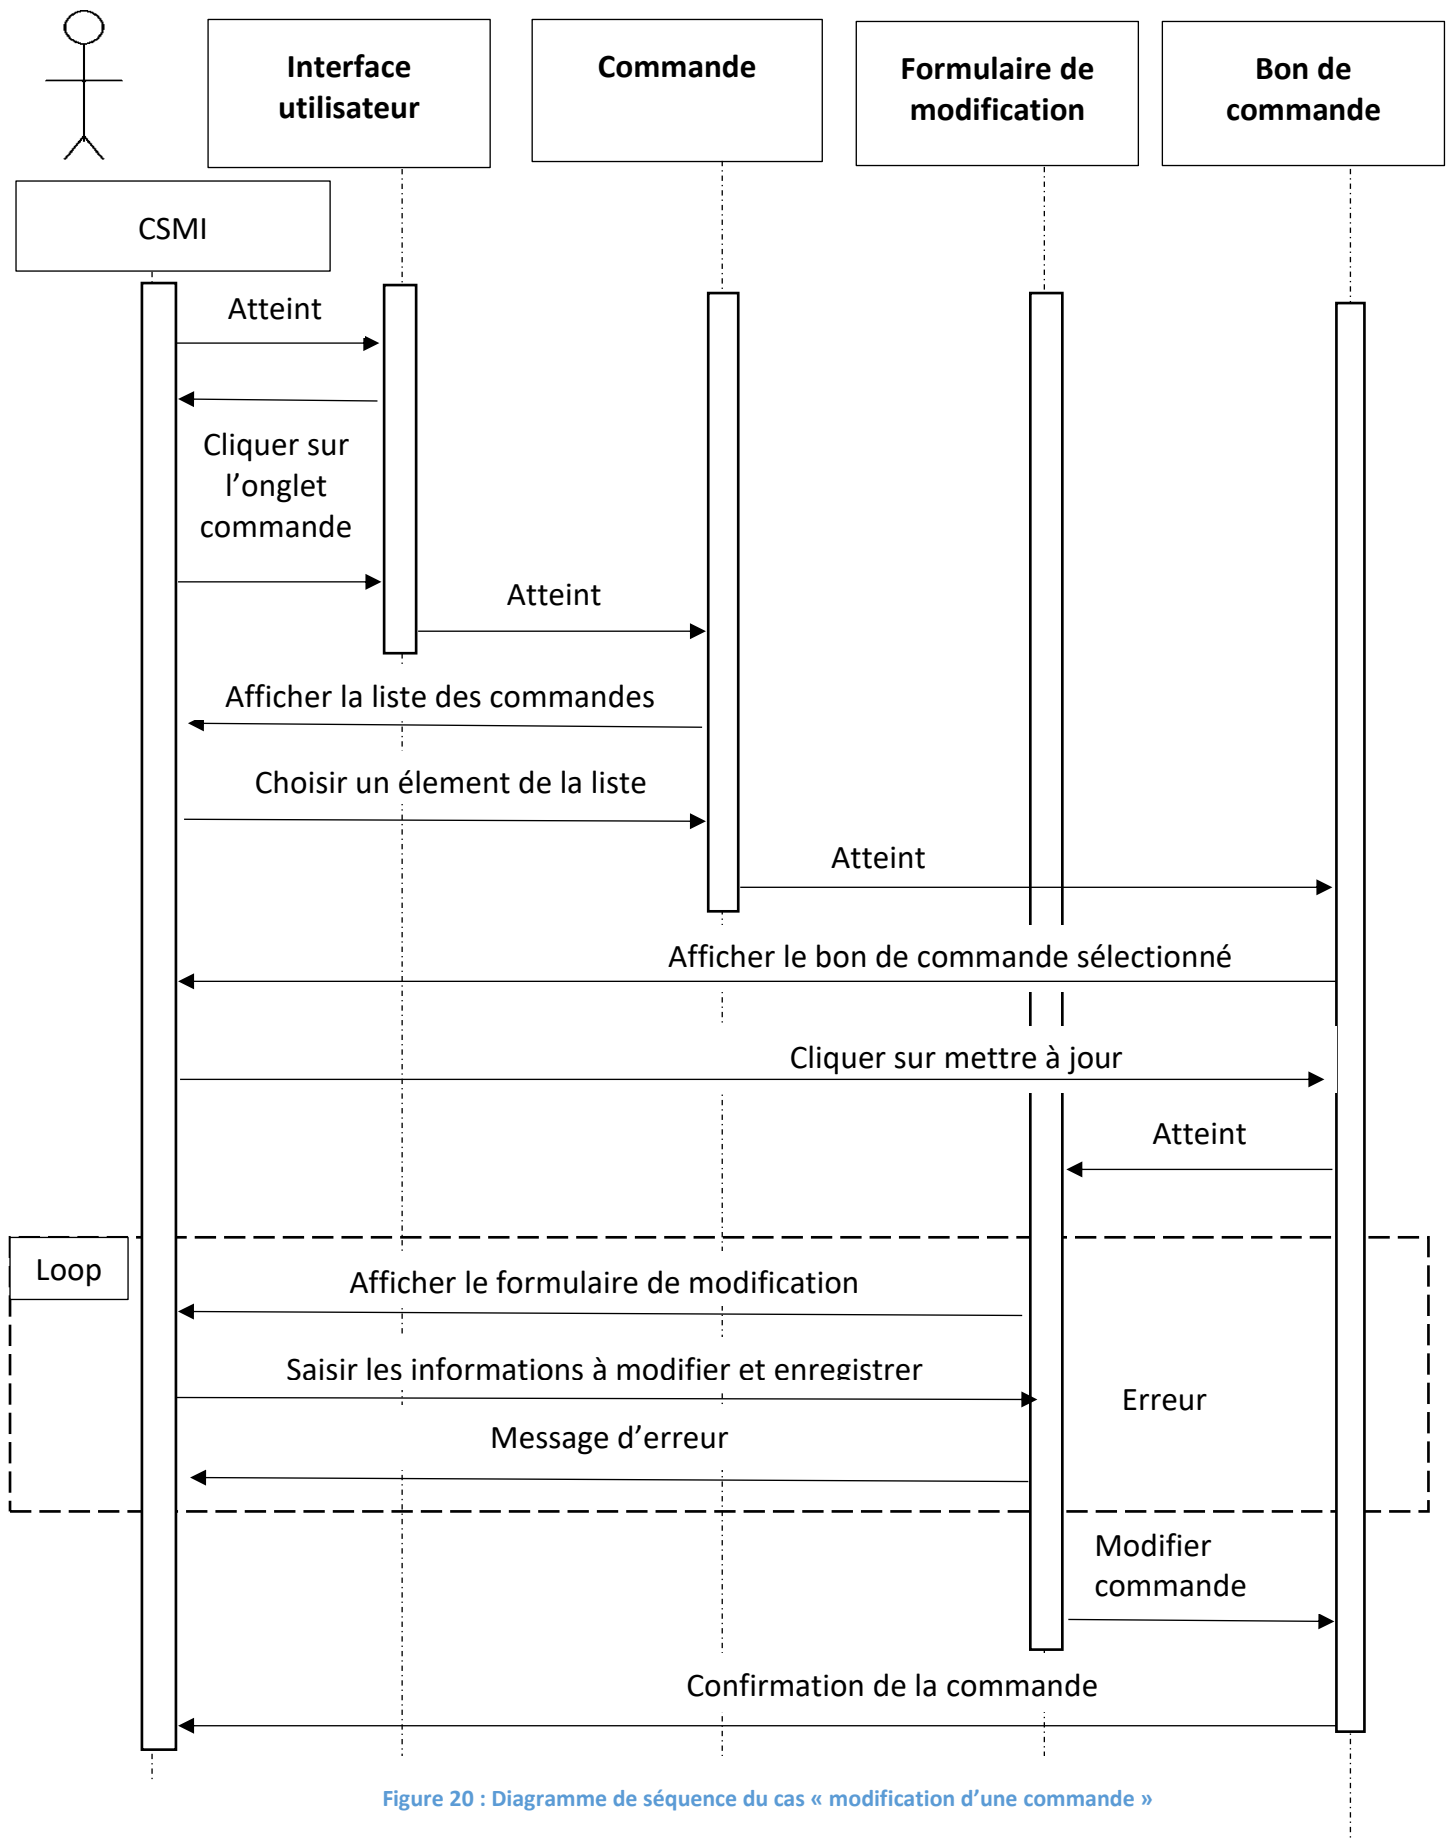 Interface
utilisateur
Commande
Formulaire de
modification
Bon de
commande
CSMI
Atteint
Cliquer sur
l’onglet
commande
Atteint
Afficher la liste des commandes
Choisir un élement de la liste
Atteint
Afficher le bon de commande sélectionné
Cliquer sur mettre à jour
Atteint
Loop
Afficher le formulaire de modification
Saisir les informations à modifier et enregistrer
Erreur
Message d’erreur
Modifier
commande
Confirmation de la commande
Figure 20 : Diagramme de séquence du cas « modification d’une commande »